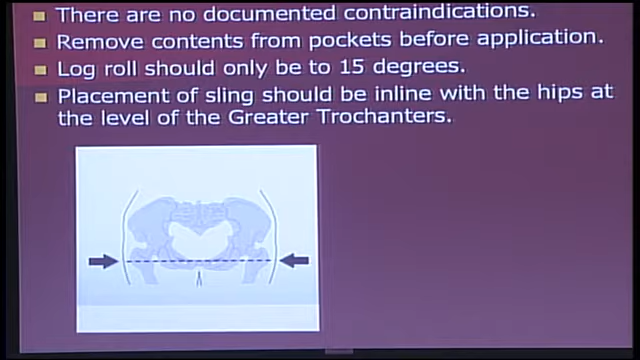 There are no documented contraindications.
Remove contents from pockets before application.
Log roll should only be to 15 degrees.
Placement of sling should be inline with the hips at
the level of the Greater Trochanters.